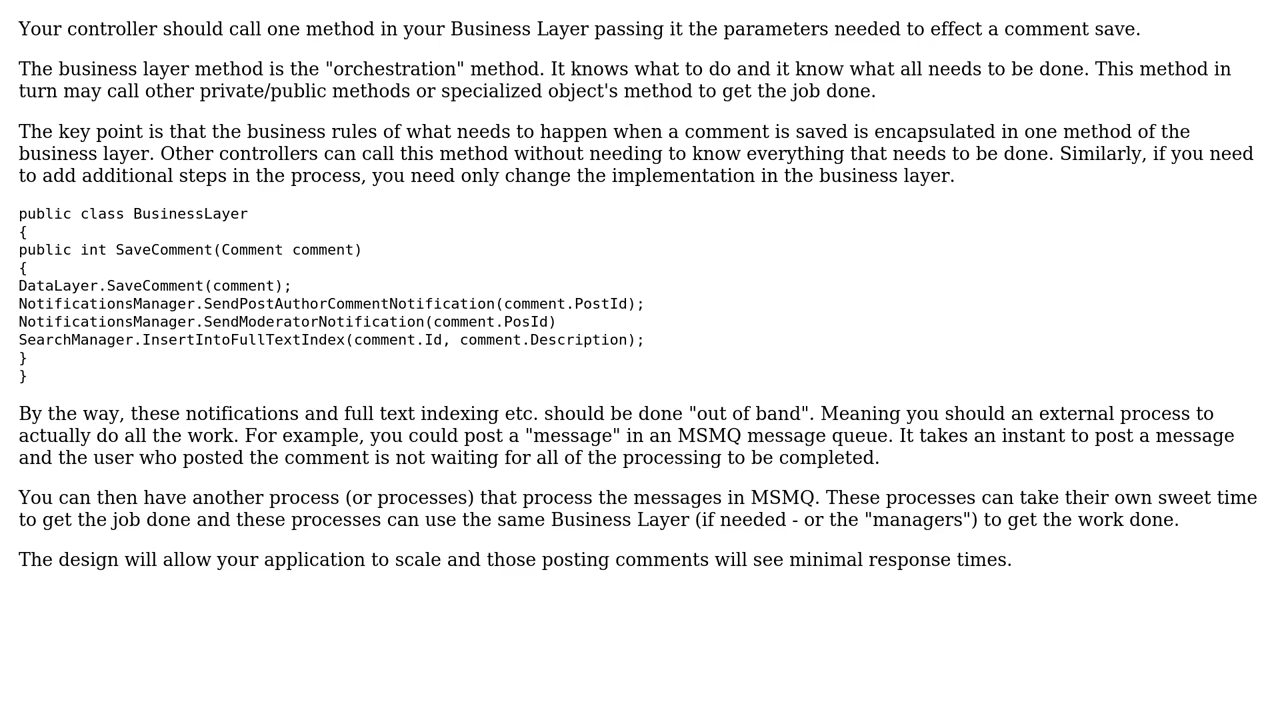 Your controller should call one method in your Business Layer passing it the parameters needed to effect a comment save.
The business layer method is the "orchestration" method. It knows what to do and it know what all needs to be done. This method in
turn may call other private/public methods or specialized object's method to get the job done.
The key point is that the business rules of what needs to happen when a comment is saved is encapsulated in one method of the
business layer. Other controllers can call this method without needing to know everything that needs to be done. Similarly, if you need
to add additional steps in the process, you need only change the implementation in the business layer.
public class BusinessLayer
{
public int SaveComment(Comment comment)
{
DataLayer.SaveComment(comment);
NotificationsManager.SendPostAuthorCommentNotification(comment.PostId);
NotificationsManager.SendModeratorNotification(comment.PosId)
SearchManager.InsertIntoFullTextIndex(comment.Id, comment.Description);
}
}
By the way, these notifications and full text indexing etc. should be done "out of band". Meaning you should an external process to
actually do all the work. For example, you could post a "message" in an MSMQ message queue. It takes an instant to post a message
and the user who posted the comment is not waiting for all of the processing to be completed.
You can then have another process (or processes) that process the messages in MSMQ. These processes can take their own sweet time
to get the job done and these processes can use the same Business Layer (if needed - or the "managers") to get the work done.
The design will allow your application to scale and those posting comments will see minimal response times.